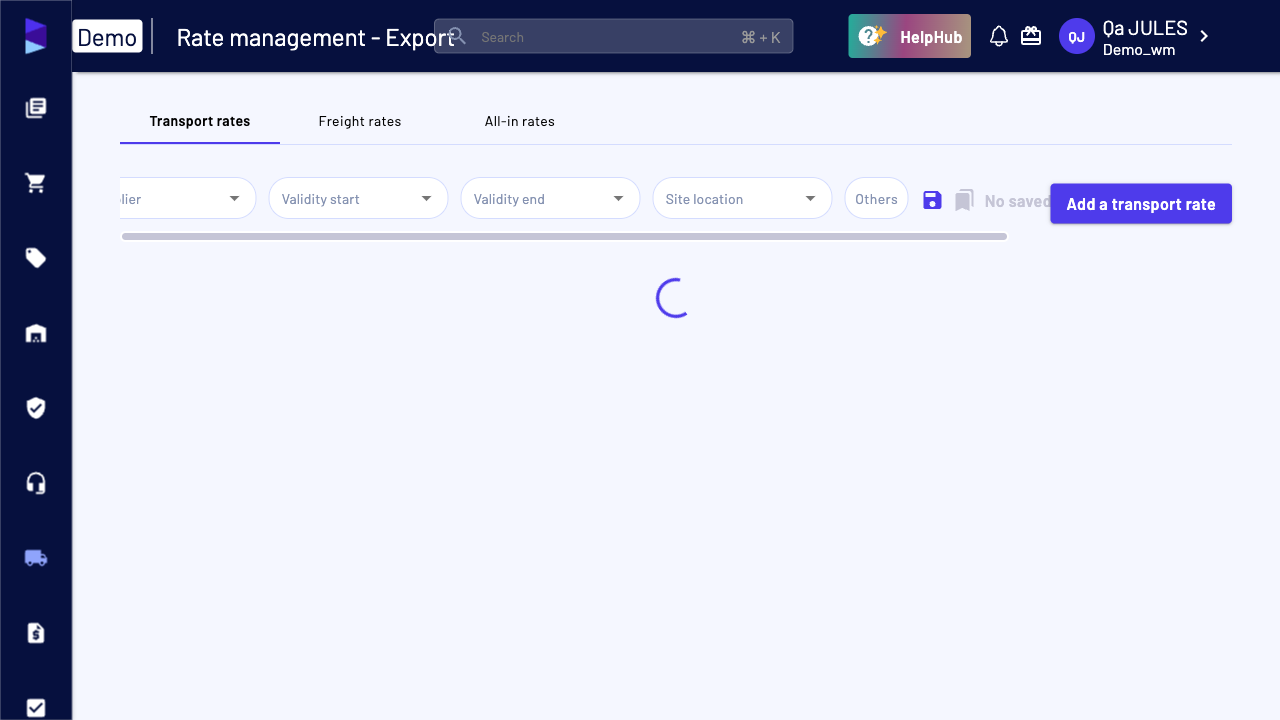 Demo
Rate management - Export
Search
⌘ + K
HelpHub
QJ
Qa JULES
Demo_wm
Transport rates
Freight rates
All-in rates
lier
Validity start
Validity end
Site location
Others
No saved
Add a transport rate